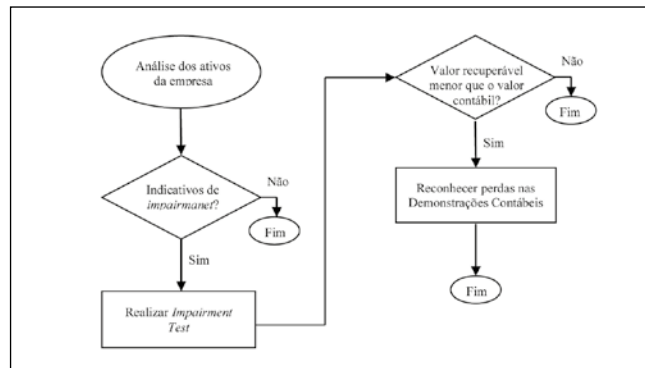 Análise dos ativos
da empresa
Indicativos de
impairmanet?
Não
Fim
Sim
Realizar Impairment
Test
Valor recuperável
menor que o valor
contábil?
Não
Fim
Sim
Reconhecer perdas nas
Demonstrações Contábeis
Fim